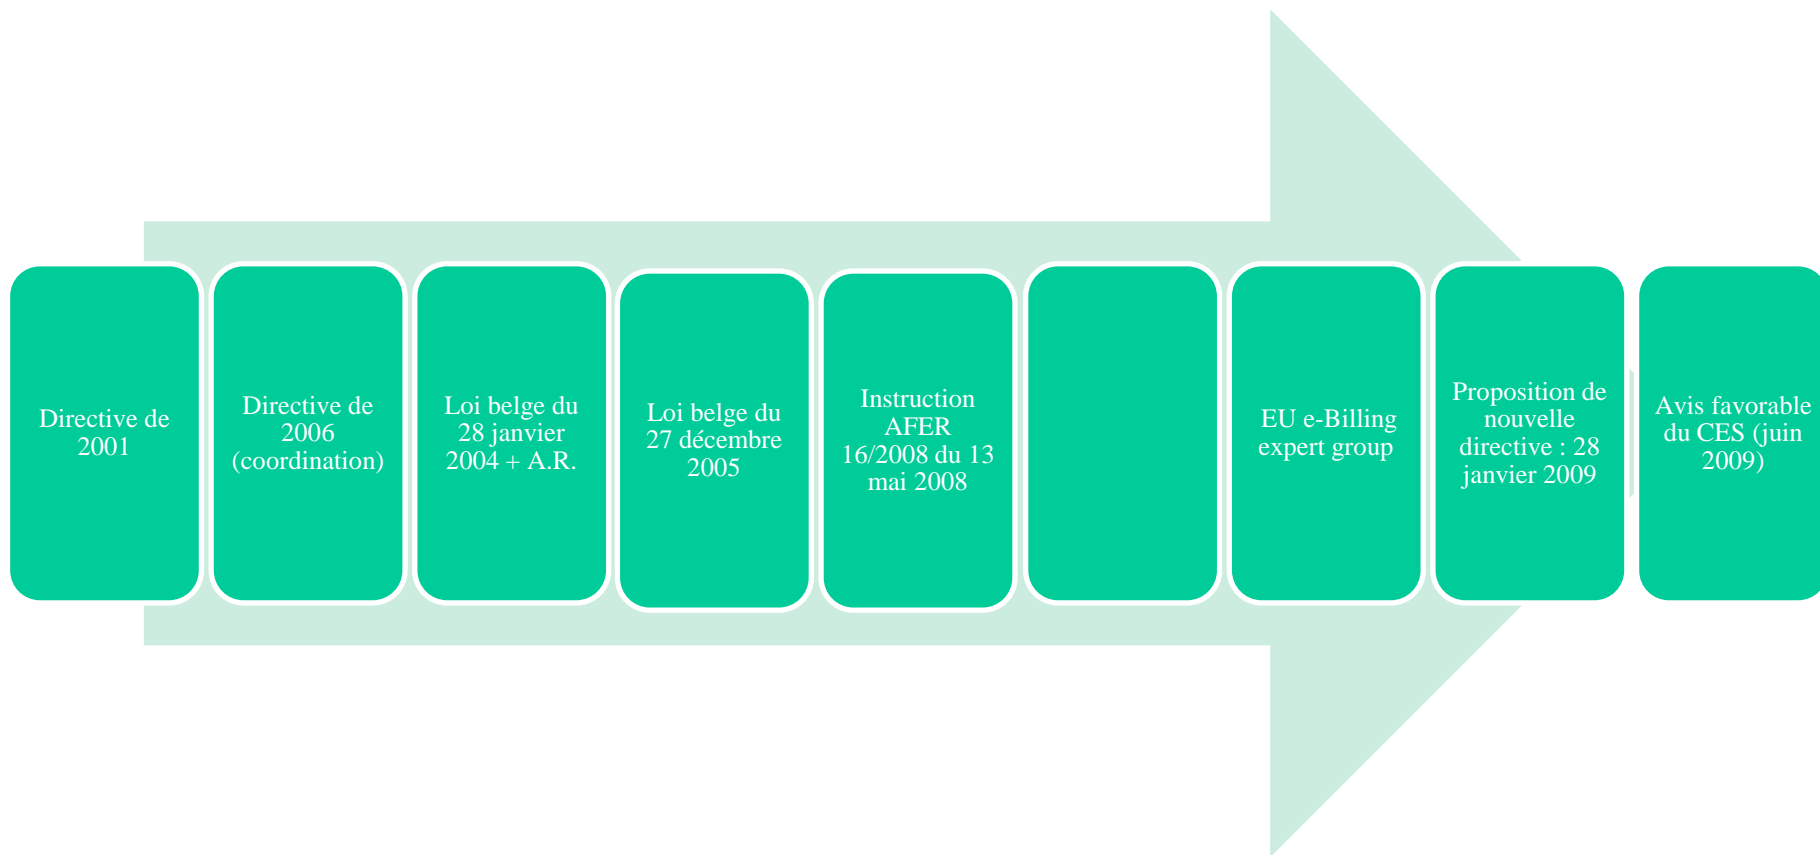 Directive de
2001
Directive de
2006
(coordination)
Loi belge du
28 janvier
2004 + A.R.
Loi belge du
27 décembre
2005
Instruction
AFER
16/2008 du 13
mai 2008
EU e-Billing
expert group
Proposition de
nouvelle
directive : 28
janvier 2009
Avis favorable
du CES (juin
2009)